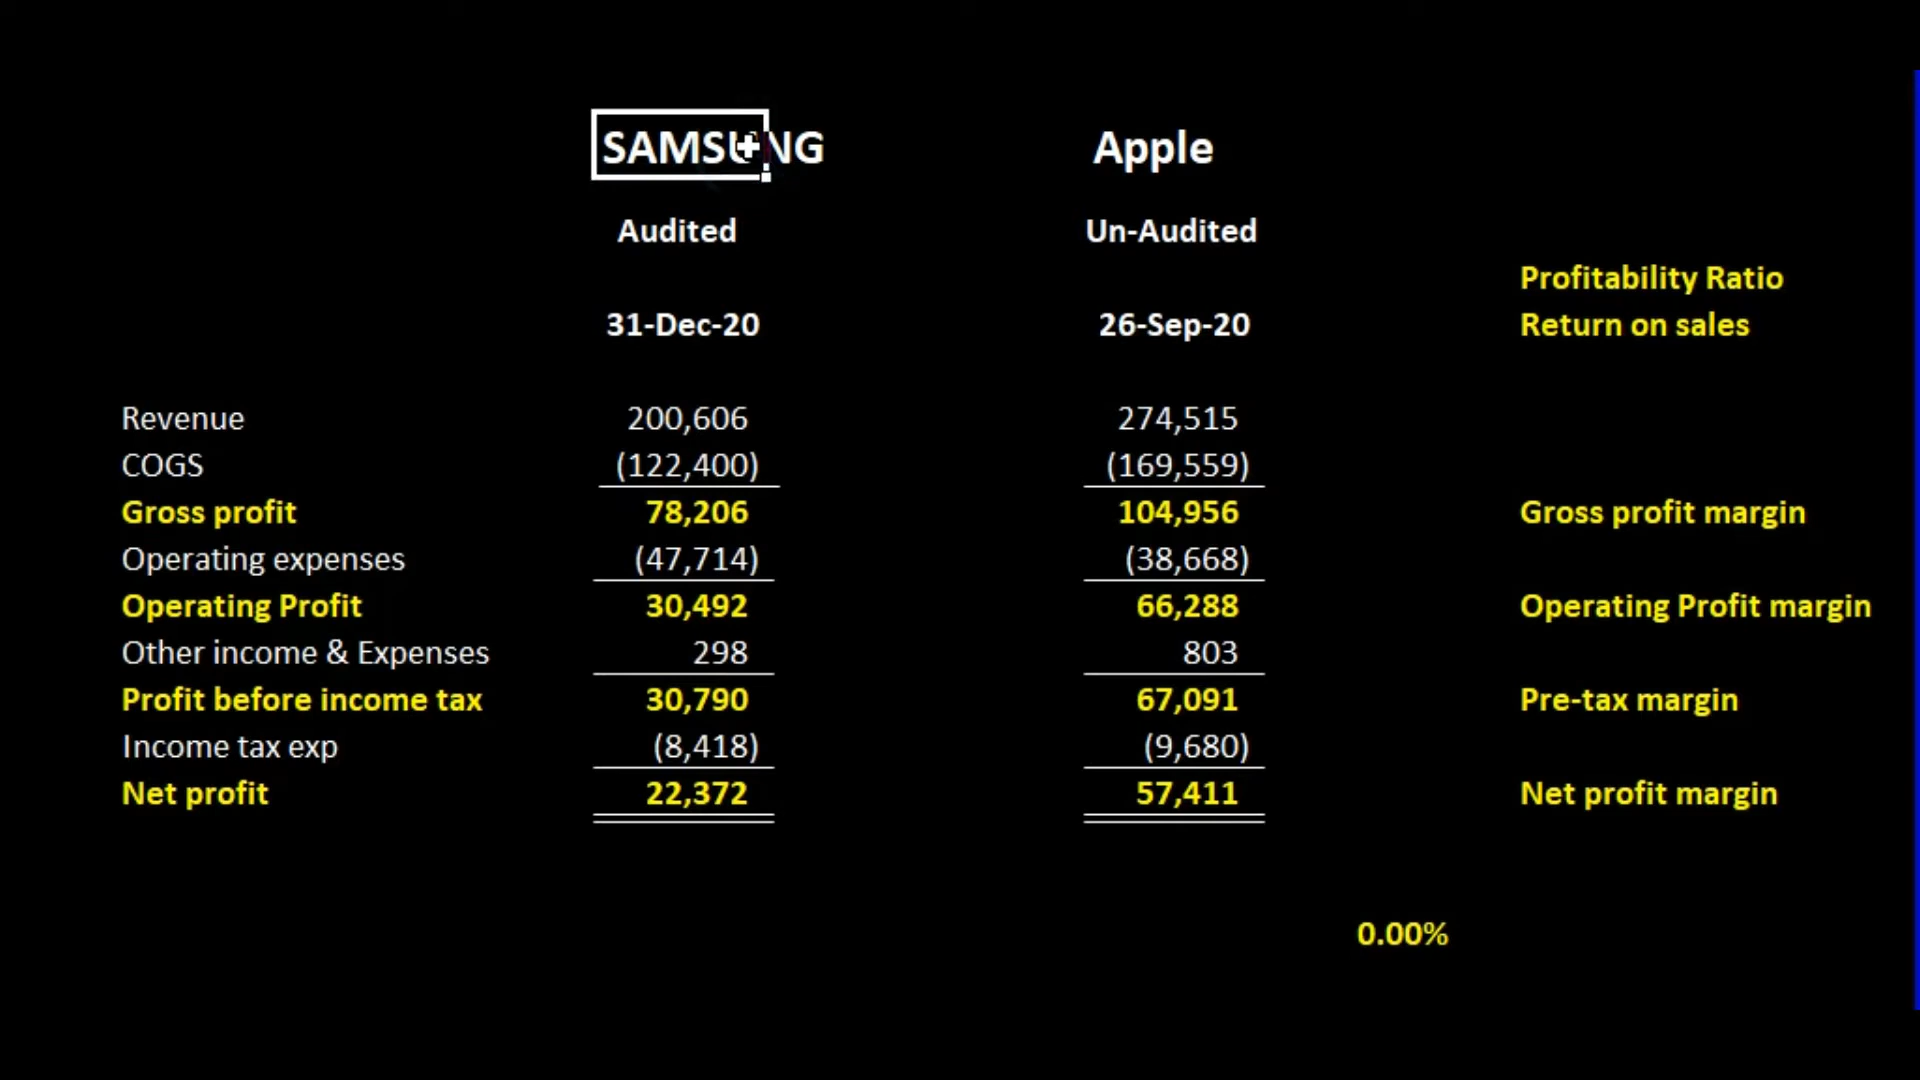 SAMSUNG Apple
Audited Un-Audited
Profitability Ratio
31-Dec-20 26-Sep-20 Return on sales
Revenue 200,606 274,515
COGS (122,400) (169,559)
Gross profit 78,206 104,956 Gross profit margin
Operating expenses (47,714) (38,668)
Operating Profit 30,492 66,288 Operating Profit margin
Other income & Expenses 298 803
Profit before income tax 30,790 67,091 Pre-tax margin
Income tax exp (8,418) (9,680)
Net profit 22,372 57,411 Net profit margin
0.00%